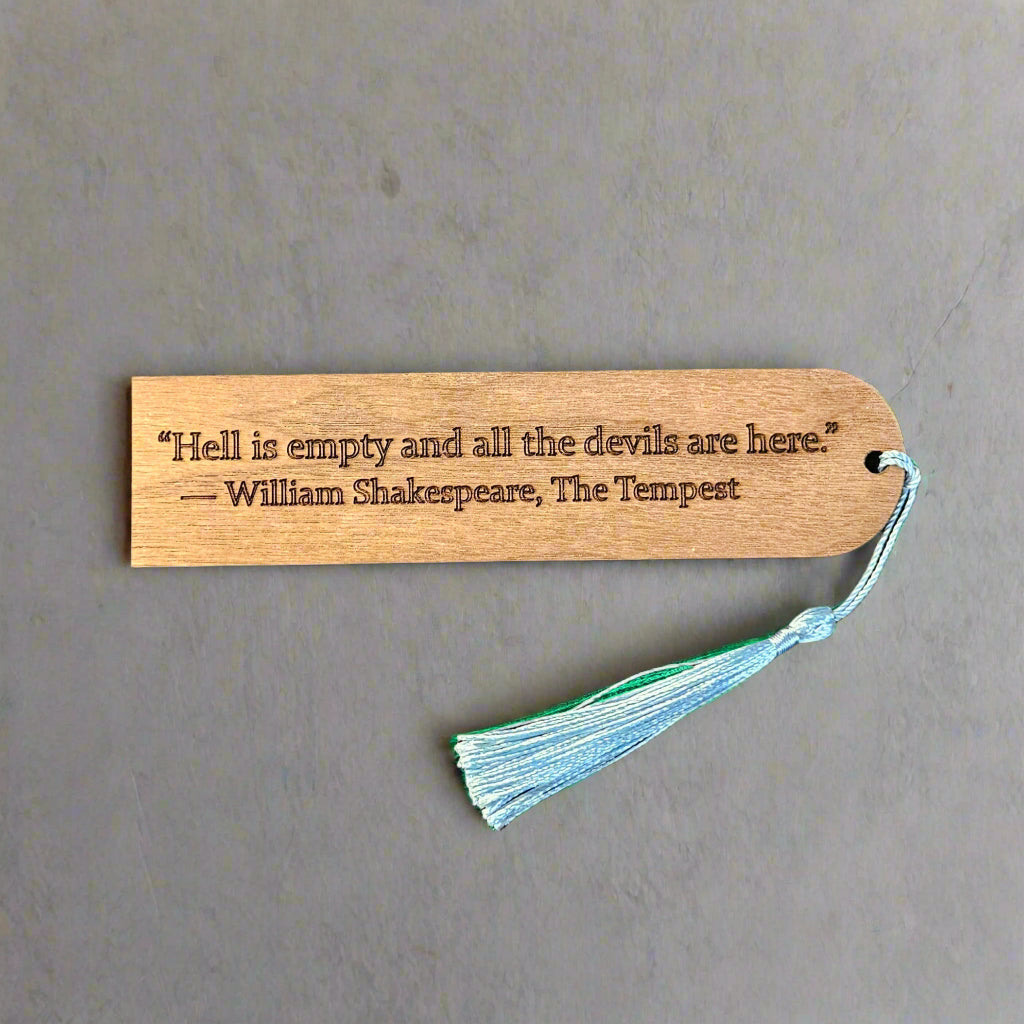 “Hell is empty and all the devils are here.”
— William Shakespeare, The Tempest